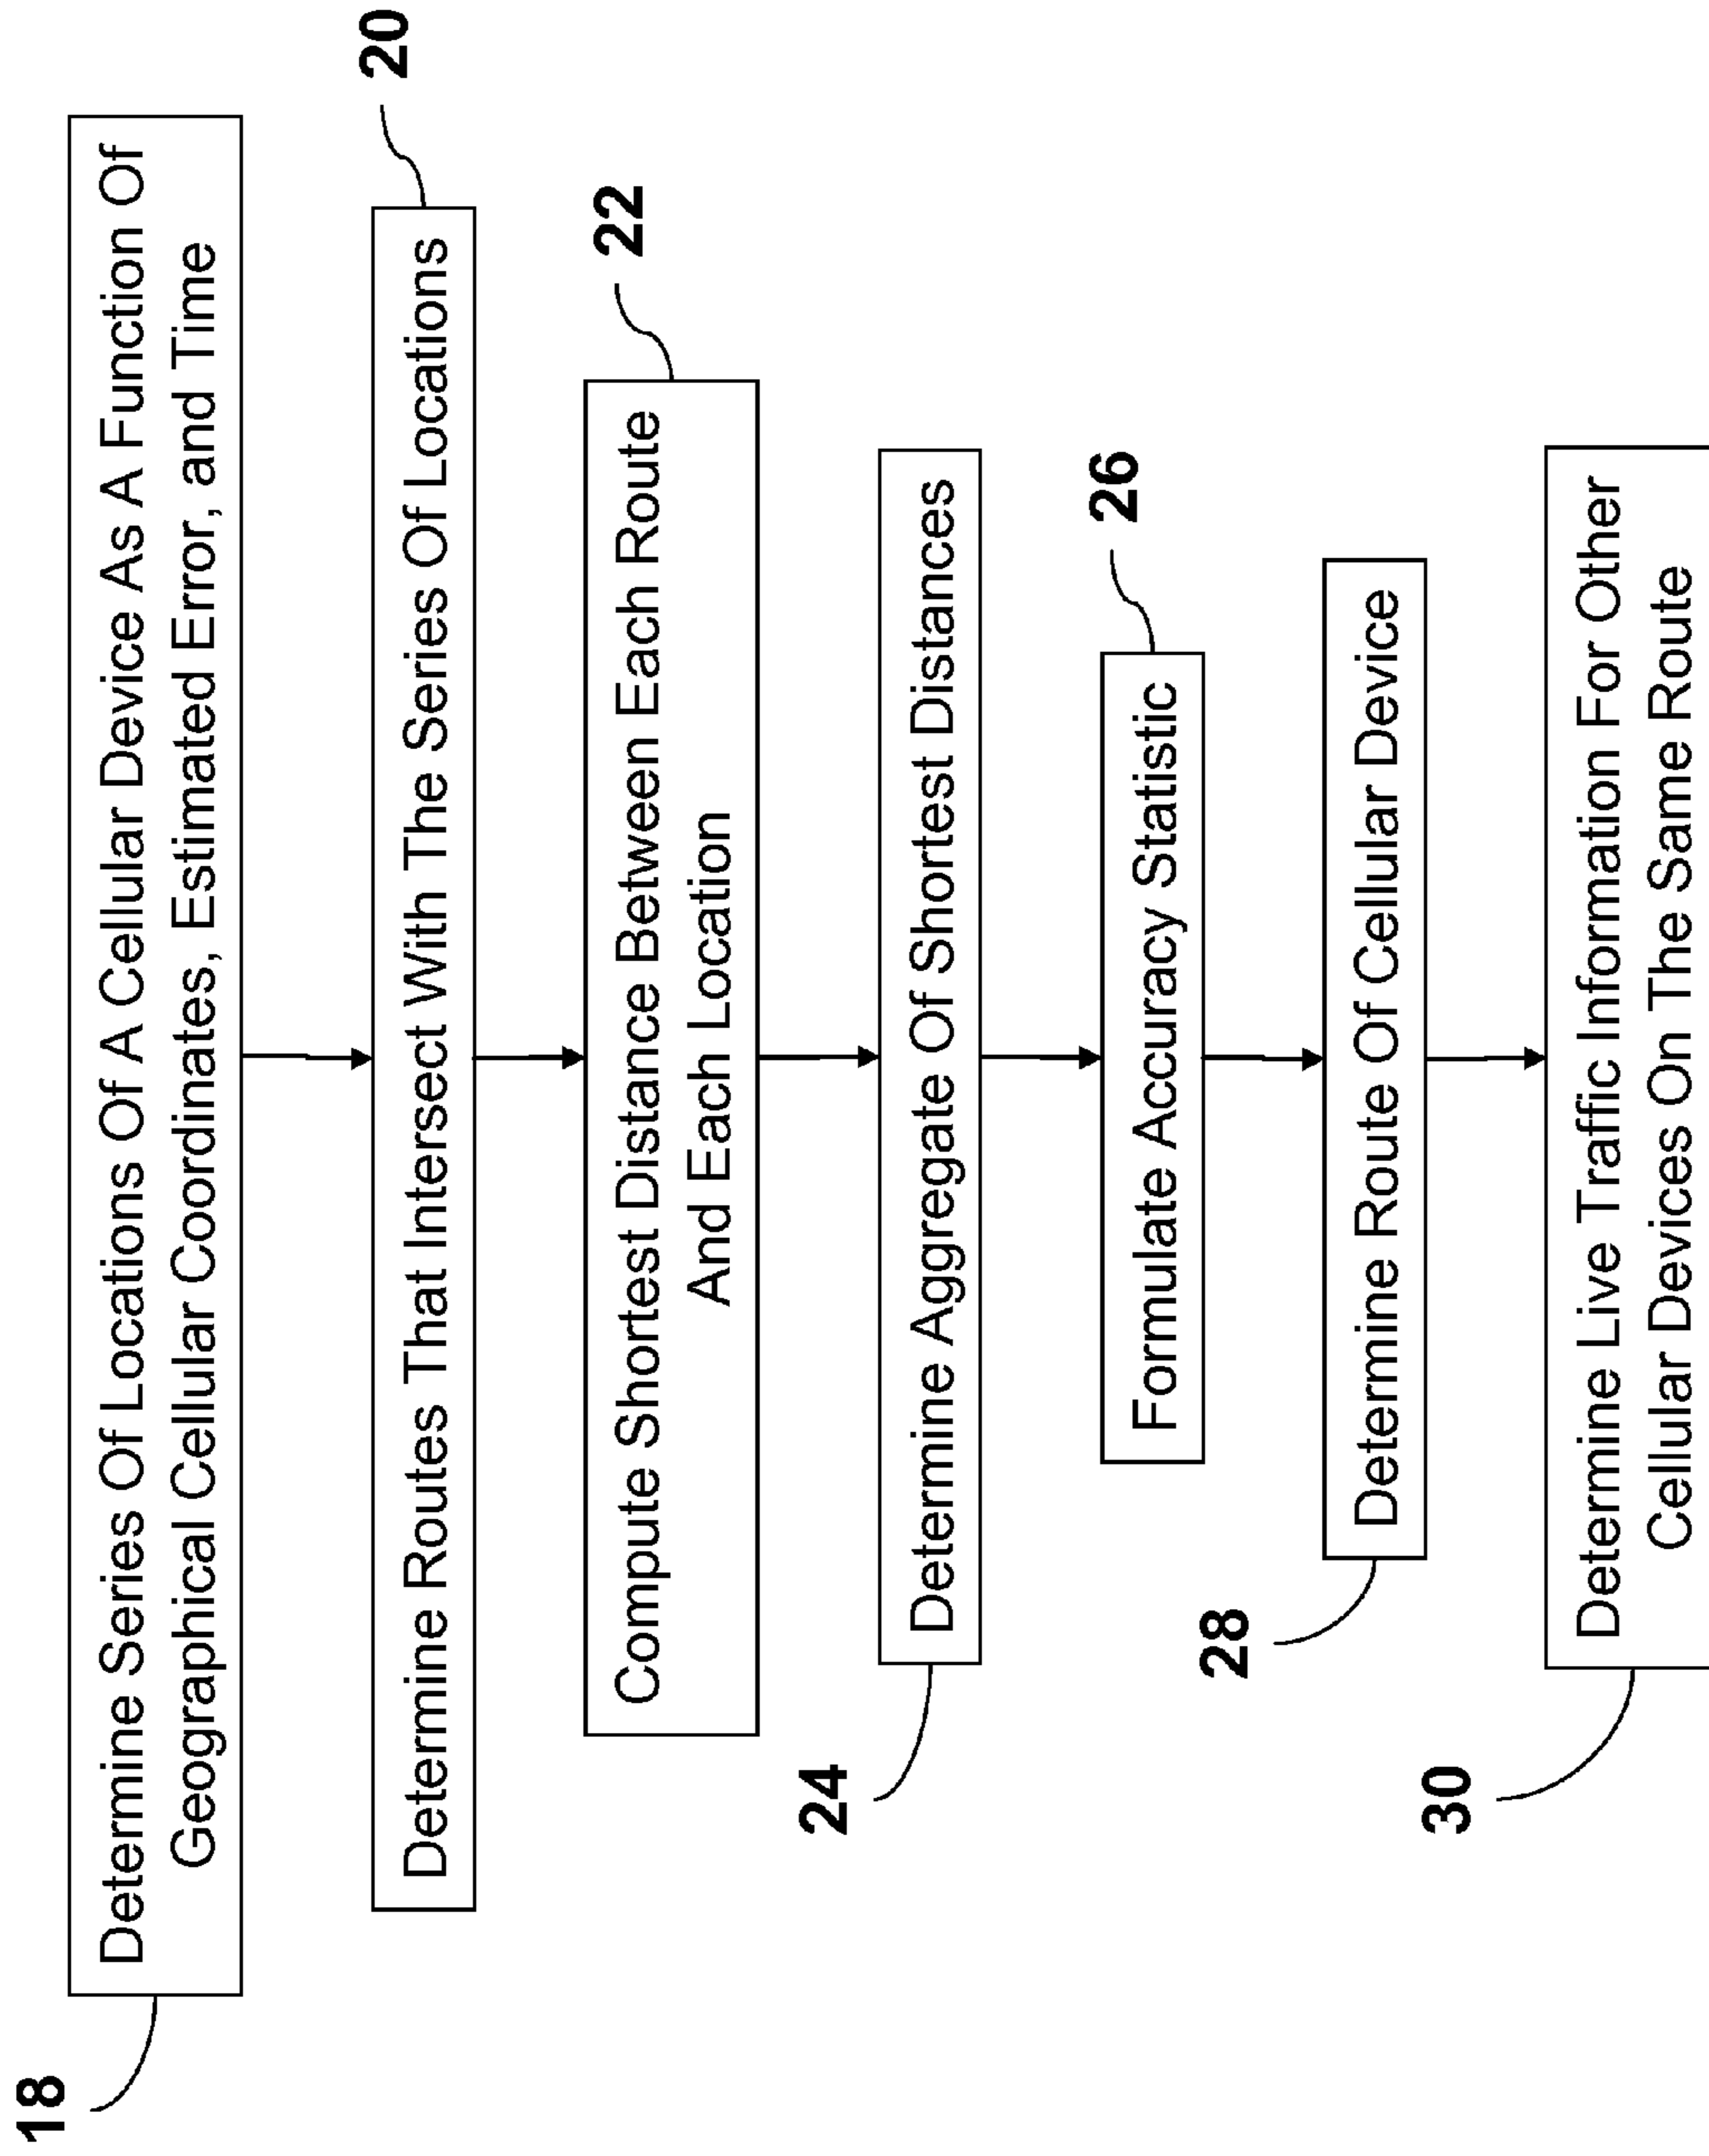 18
Determine Series Of Locations Of A Cellular Device As A Function Of
Geographical Cellular Coordinates, Estimated Error, and Time
20
Determine Routes That Intersect With The Series Of Locations
22
Compute Shortest Distance Between Each Route
And Each Location
24
Determine Aggregate Of Shortest Distances
26
Formulate Accuracy Statistic
28
Determine Route Of Cellular Device
30
Determine Live Traffic Information For Other
Cellular Devices On The Same Route